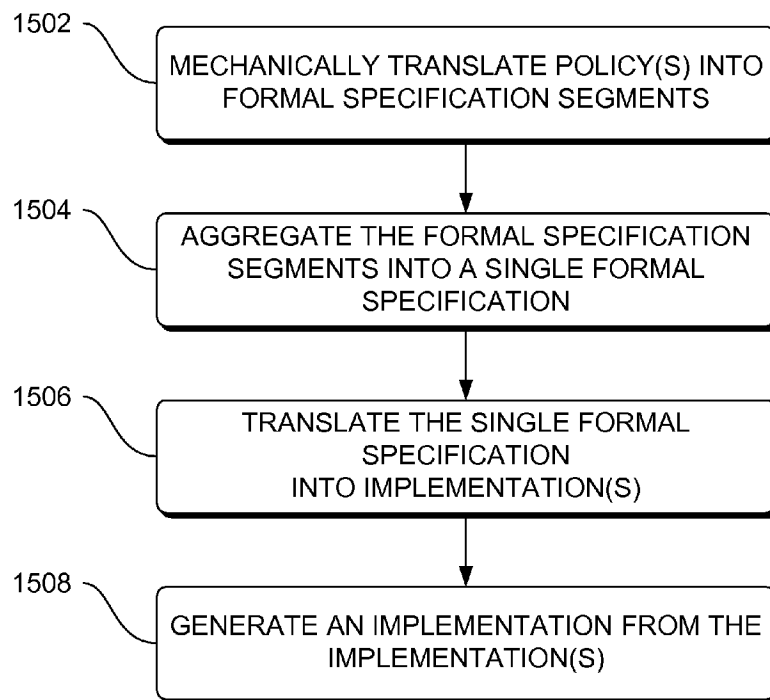 1502
MECHANICALLY TRANSLATE POLICY(S) INTO
FORMAL SPECIFICATION SEGMENTS
1504
AGGREGATE THE FORMAL SPECIFICATION
SEGMENTS INTO A SINGLE FORMAL
SPECIFICATION
1506
TRANSLATE THE SINGLE FORMAL
SPECIFICATION
INTO IMPLEMENTATION(S)
1508
GENERATE AN IMPLEMENTATION FROM THE
IMPLEMENTATION(S)